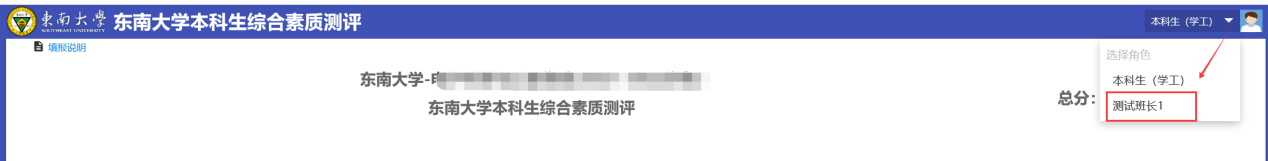 東南大學 东南大学本科生综合素质测评 本科生（学工）
SOUTHEAST UNIVERSITY
填报说明
选择角色
东南大学-
本科生（学工）
总分：
测试班长1
东南大学本科生综合素质测评